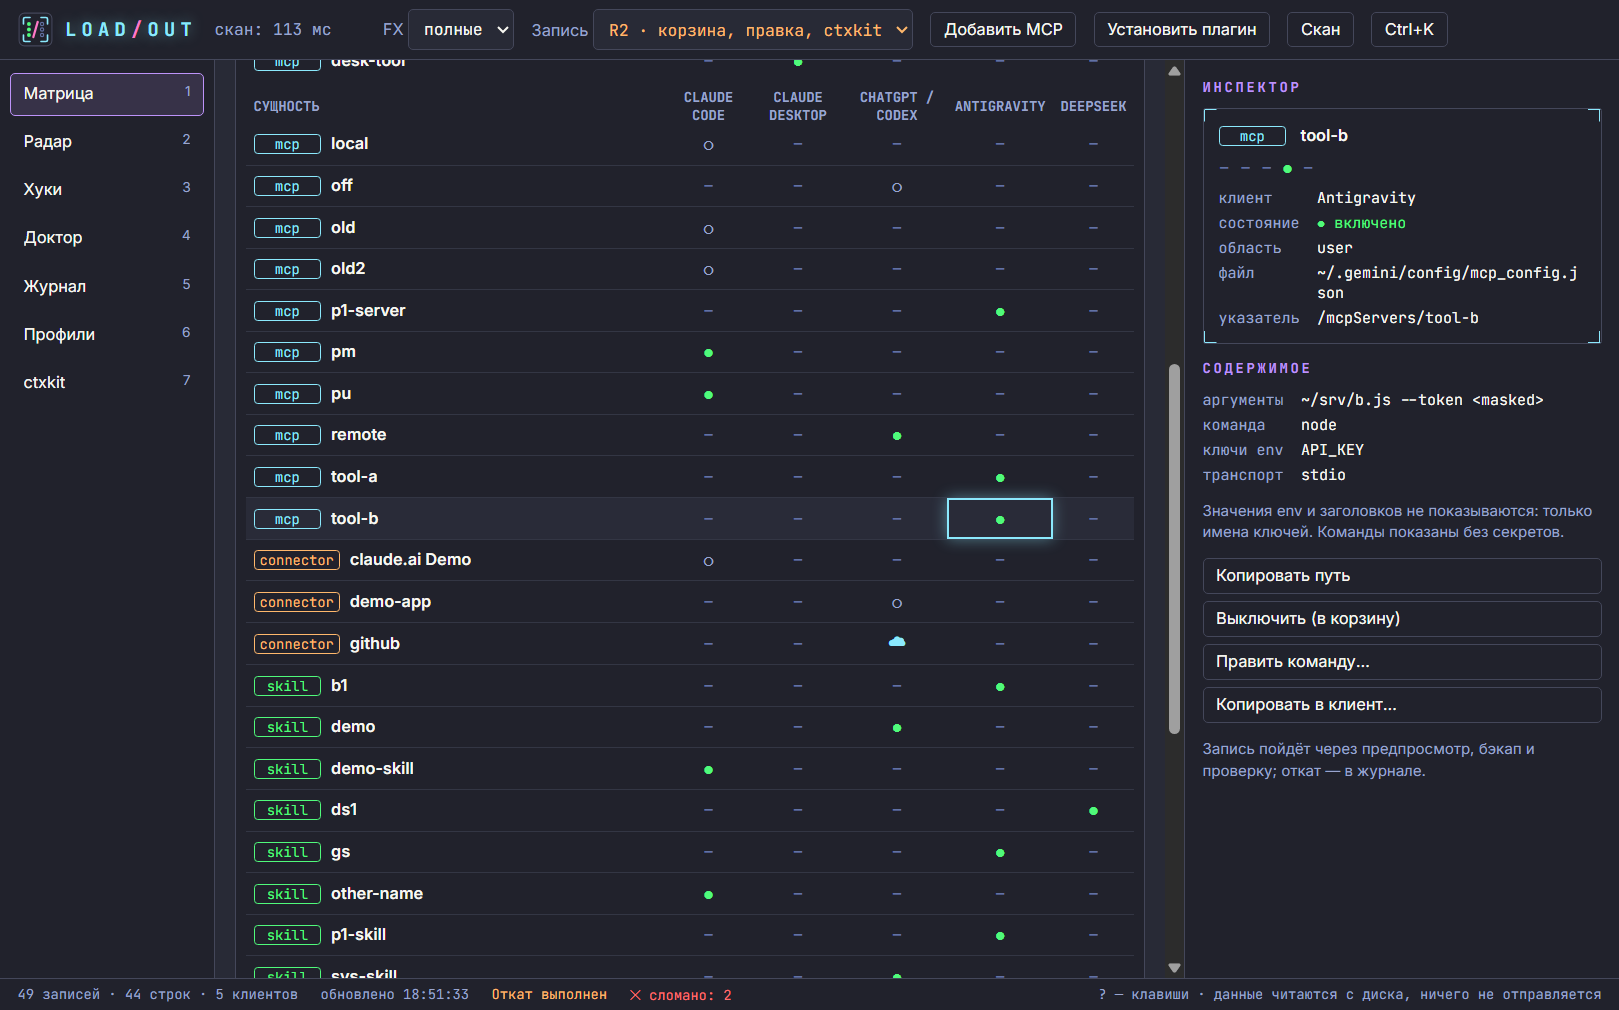 LOAD/OUT скан: 113 мс FX полные Запись R2 · корзина, правка, ctxkit Добавить MCP Установить плагин Скан Ctrl+K
Матрица 1
Радар 2
Хуки 3
Доктор 4
Журнал 5
Профили 6
ctxkit 7
mcp desk-tool — — ● — —
СУЩНОСТЬ CLAUDE CODE CLAUDE DESKTOP CHATGPT / CODEX ANTIGRAVITY DEEPSEEK
mcp local ○ — — — —
mcp off — — ○ — —
mcp old ○ — — — —
mcp old2 ○ — — — —
mcp p1-server — — — ● —
mcp pm ● — — — —
mcp pu ● — — — —
mcp remote — — ● — —
mcp tool-a — — — ● —
mcp tool-b — — — ● —
connector claude.ai Demo ○ — — — —
connector demo-app — — ○ — —
connector github — — — —
skill b1 — — — ● —
skill demo — — ● — —
skill demo-skill ● — — — —
skill ds1 — — — — ●
skill gs — — — ● —
skill other-name ● — — — —
skill p1-skill — — — ● —
skill sys-skill
ИНСПЕКТОР
mcp tool-b
— — — ● —
клиент Antigravity
состояние ● включено
область user
файл ~/.gemini/config/mcp_config.j
son
указатель /mcpServers/tool-b
СОДЕРЖИМОЕ
аргументы ~/srv/b.js --token <masked>
команда node
ключи env API_KEY
транспорт stdio
Значения env и заголовков не показываются: только
имена ключей. Команды показаны без секретов.
Копировать путь
Выключить (в корзину)
Править команду…
Копировать в клиент…
Запись пойдёт через предпросмотр, бэкап и
проверку; откат — в журнале.
49 записей · 44 строк · 5 клиентов обновлено 18:51:33 Откат выполнен ✕ сломано: 2 ? — клавиши · данные читаются с диска, ничего не отправляется